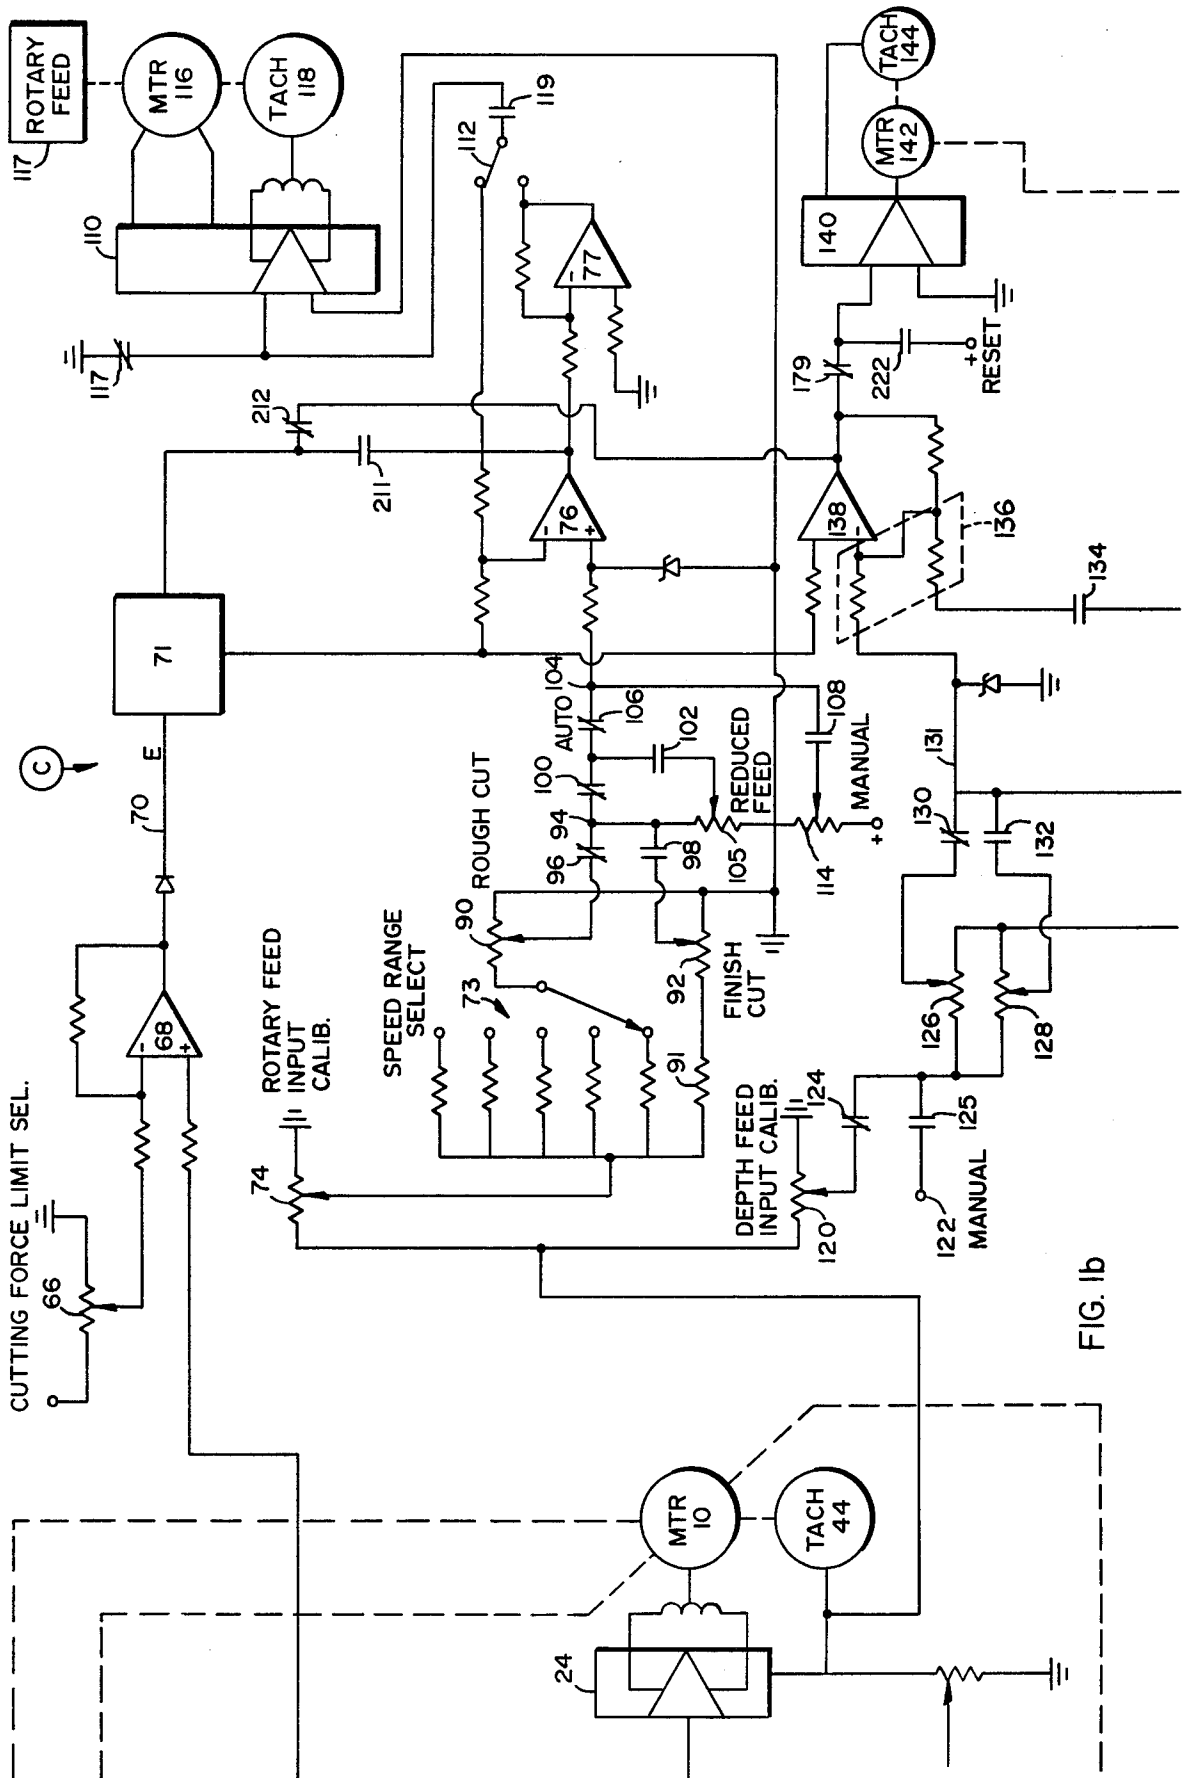 CUTTING FORCE LIMIT SEL.
66
68
-
+
70
E
C
71
117
ROTARY
FEED
MTR
116
TACH
118
110
117
212
211
119
112
77
-
76
-
+
ROTARY FEED
INPUT
CALIB.
74
SPEED RANGE
SELECT
73
ROUGH CUT
90
91
92
FINISH
CUT
94
96
98
100
AUTO
102
104
106
105
REDUCED
FEED
108
114
MANUAL
+
DEPTH FEED
INPUT CALIB.
120
124
125
122
MANUAL
126
128
130
131
132
134
136
138
-
179
222
+
RESET
140
MTR
142
TACH
144
24
MTR
10
TACH
44
FIG. 1b